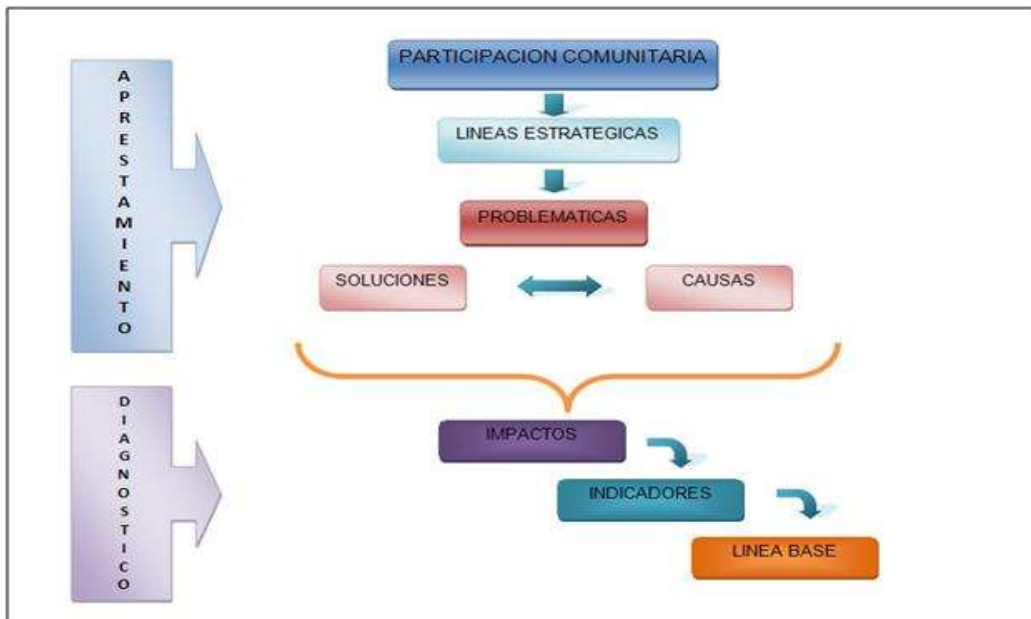 APRESTAMIENTO
PARTICIPACION COMUNITARIA
LINEAS ESTRATEGICAS
PROBLEMATICAS
SOLUCIONES
CAUSAS
DIAGNOSTICO
IMPACTOS
INDICADORES
LINEA BASE